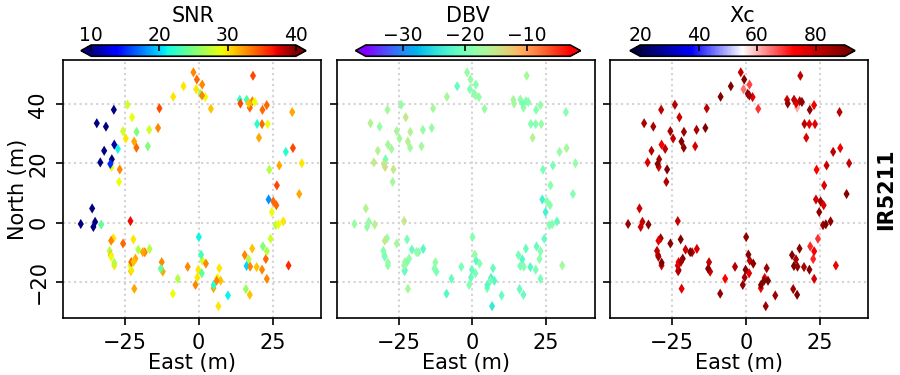 SNR DBV Xc
10 20 30 40 −30 −20 −10 20 40 60 80
40
20
0
−20
North (m)
IR5211
−25 0 25 −25 0 25 −25 0 25
East (m) East (m) East (m)